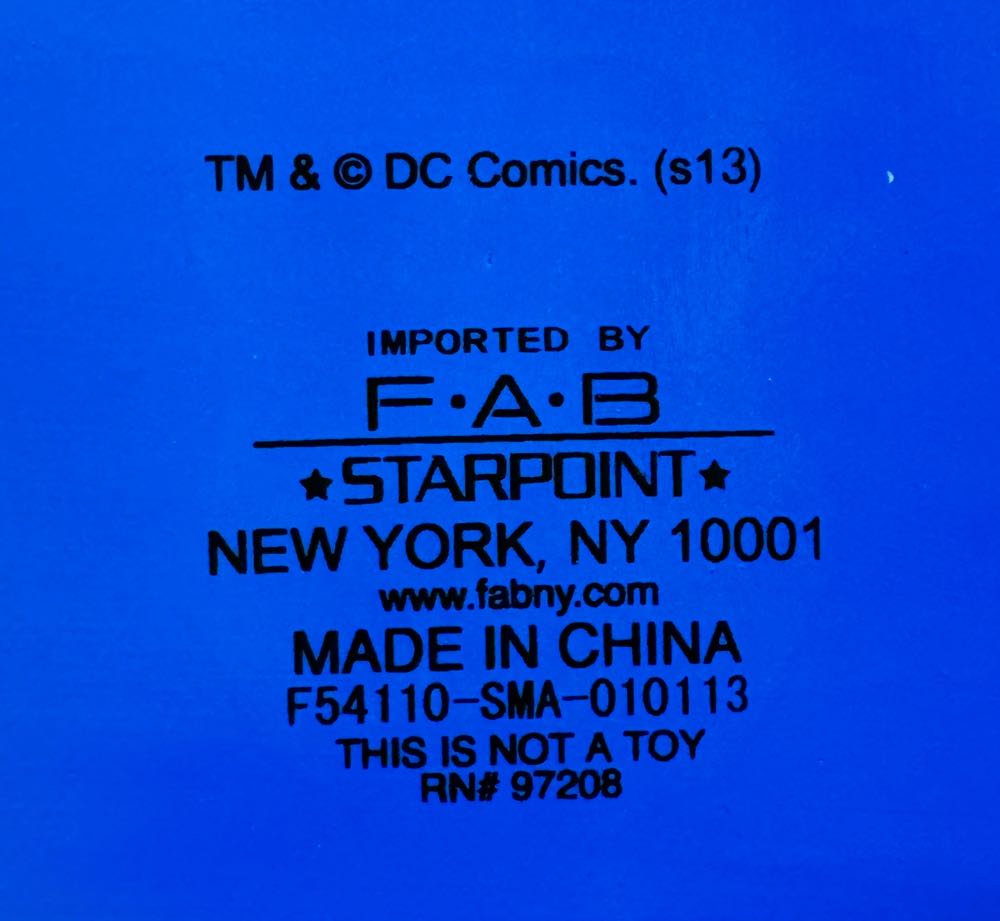 TM & © DC Comics. (s13)
IMPORTED BY
F·A·B
★STARPOINT★
NEW YORK, NY 10001
www.fabny.com
MADE IN CHINA
F54110-SMA-010113
THIS IS NOT A TOY
RN# 97208